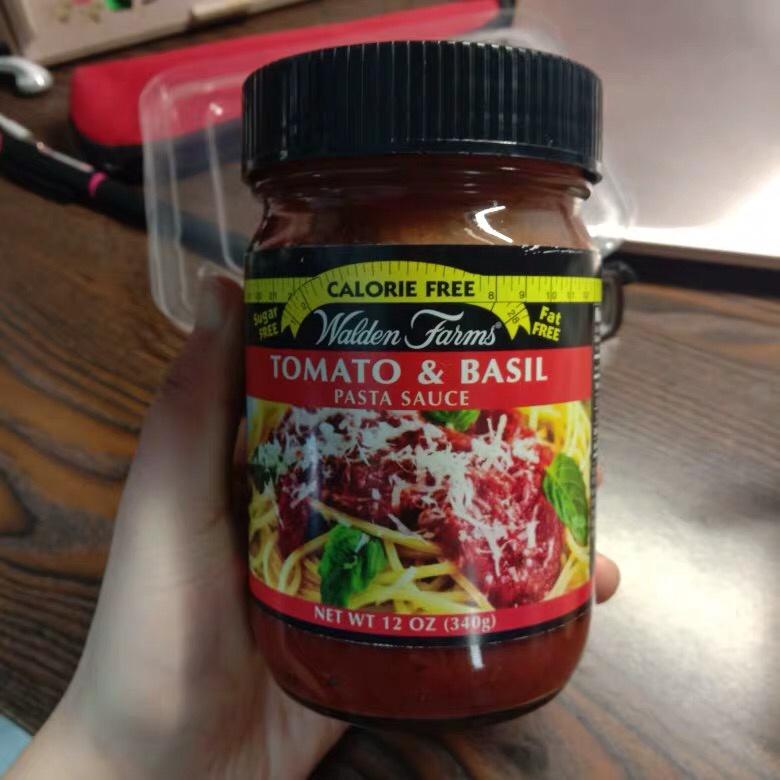 CALORIE FREE
Sugar
FREE
Fat
FREE
Walden Farms®
TOMATO & BASIL
PASTA SAUCE
NET WT 12 OZ (340g)